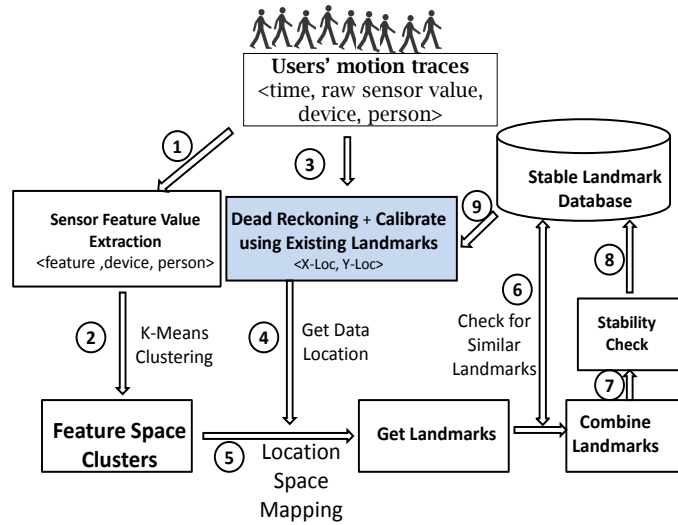 Users' motion traces
<time, raw sensor value,
device, person>
1
3
Stable Landmark
Database
9
Sensor Feature Value
Extraction
<feature ,device, person>
Dead Reckoning + Calibrate
using Existing Landmarks
<X-Loc, Y-Loc>
6
8
2
K-Means
Clustering
4
Get Data
Location
Check for
Similar
Landmarks
Stability
Check
7
Feature Space
Clusters
5
Location
Space
Mapping
Get Landmarks
Combine
Landmarks